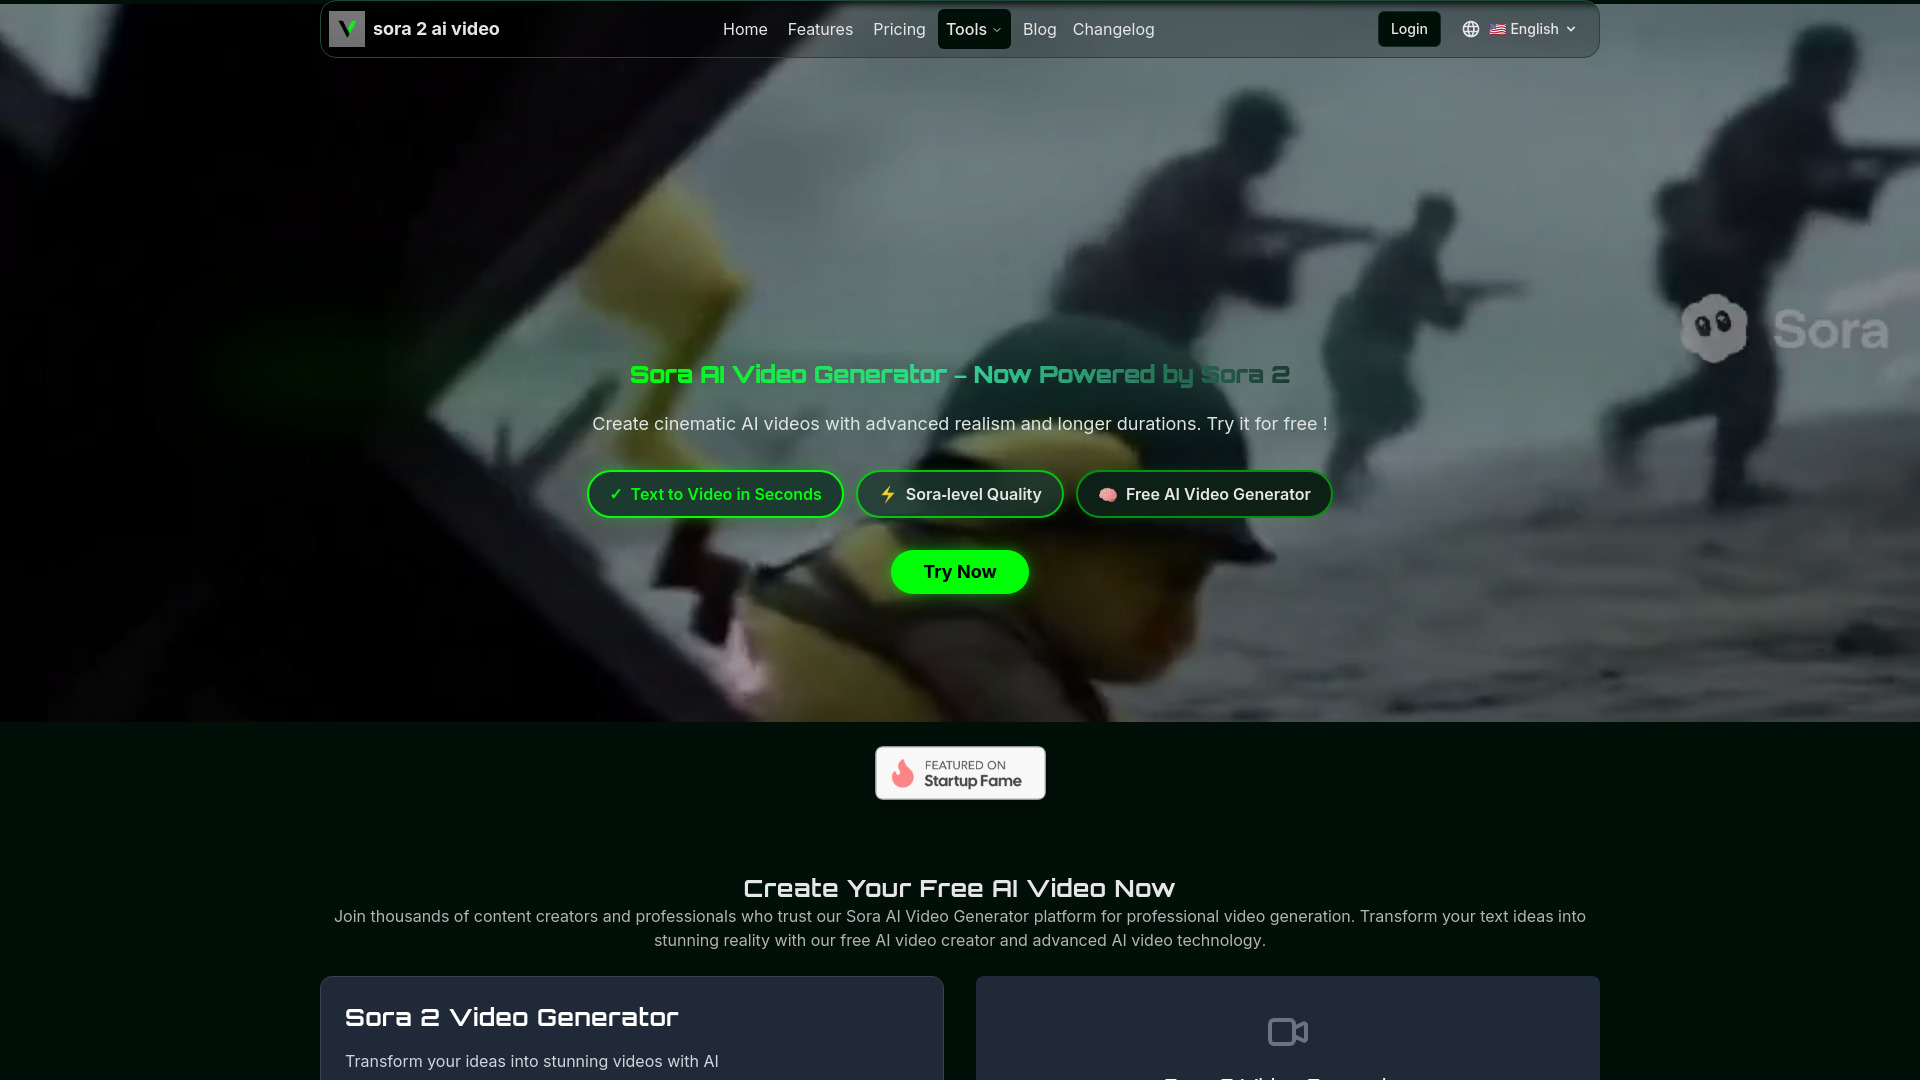 sora 2 ai video
Home
Features
Pricing
Tools
Blog
Changelog
Login
English
Sora
Sora AI Video Generator – Now Powered by Sora 2
Create cinematic AI videos with advanced realism and longer durations. Try it for free !
✓ Text to Video in Seconds
⚡ Sora-level Quality
🧠 Free AI Video Generator
Try Now
FEATURED ON
Startup Fame
Create Your Free AI Video Now
Join thousands of content creators and professionals who trust our Sora AI Video Generator platform for professional video generation. Transform your text ideas into
stunning reality with our free AI video creator and advanced AI video technology.
Sora 2 Video Generator
Transform your ideas into stunning videos with AI